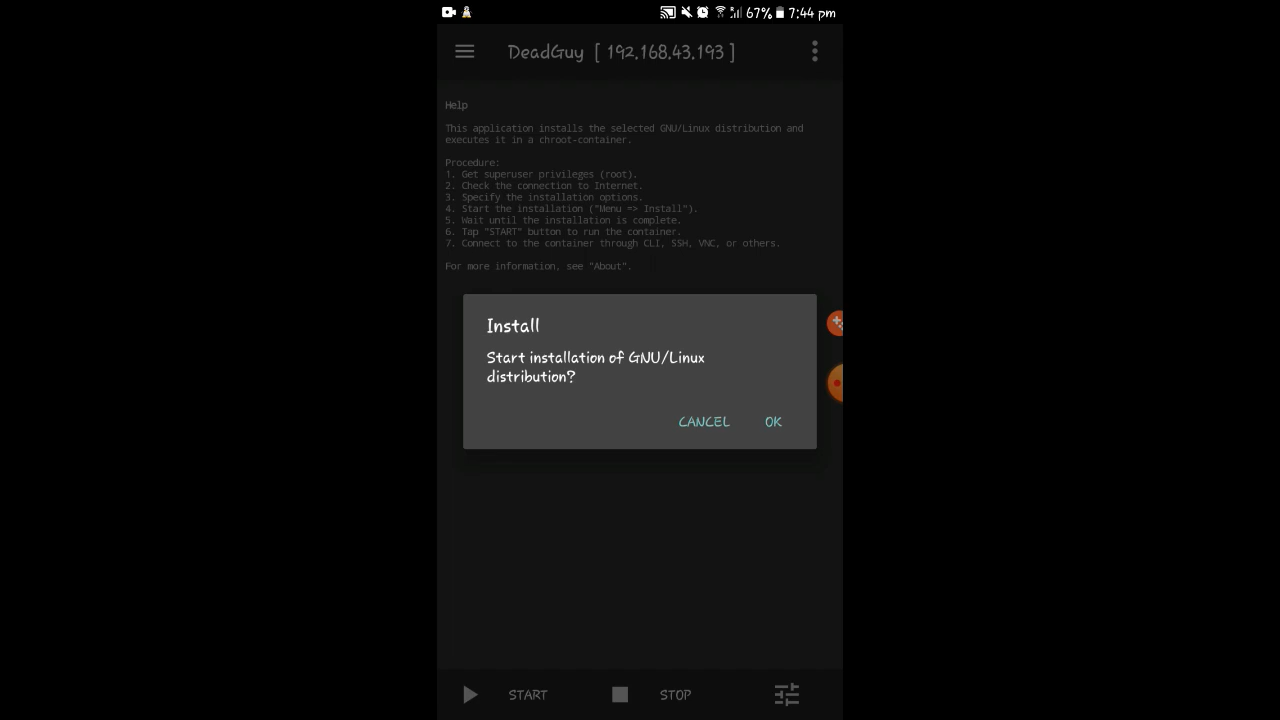 67% 7:44 pm
DeadGuy [ 192.168.43.193 ]
Help
This application installs the selected GNU/Linux distribution and
executes it in a chroot-container.
Procedure:
1. Get superuser privileges (root).
2. Check the connection to Internet.
3. Specify the installation options.
4. Start the installation ("Menu => Install").
5. Wait until the installation is complete.
6. Tap "START" button to run the container.
7. Connect to the container through CLI, SSH, VNC, or others.
For more information, see "About".
Install
Start installation of GNU/Linux
distribution?
CANCEL OK
START STOP